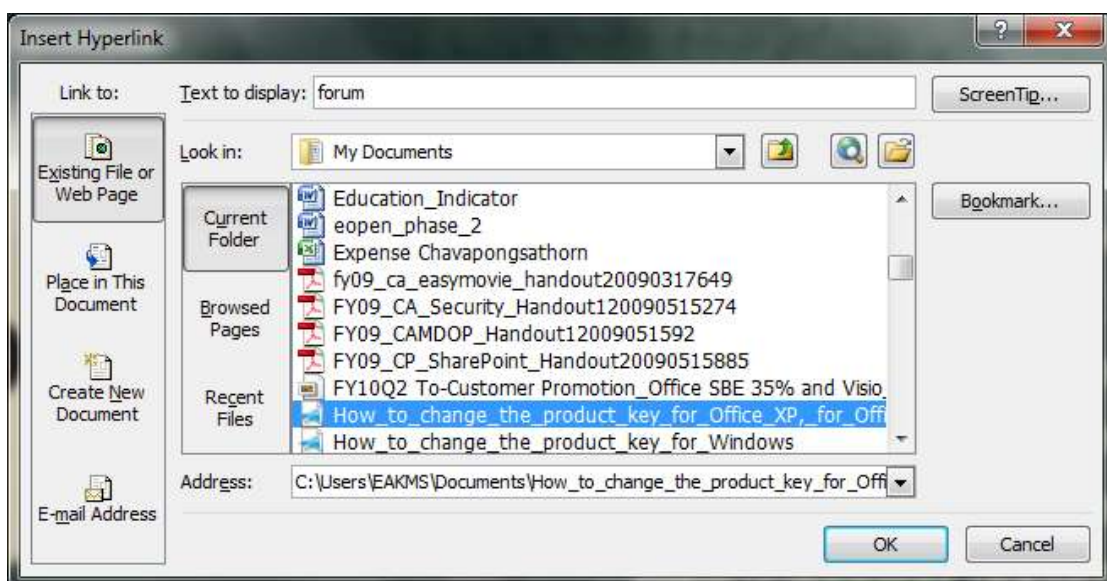 Insert Hyperlink
Link to:
Text to display: forum
ScreenTip...
Existing File or
Web Page
Look in: My Documents
Current
Folder
Education_Indicator
eopen_phase_2
Expense Chavapongsathorn
fy09_ca_easymovie_handout20090317649
FY09_CA_Security_Handout120090515274
FY09_CAMDOP_Handout12009051592
FY09_CP_SharePoint_Handout20090515885
FY10Q2 To-Customer Promotion_Office SBE 35% and Visio_
How_to_change_the_product_key_for_Office_XP,_for_Offi
How_to_change_the_product_key_for_Windows
Bookmark...
Place in This
Document
Browsed
Pages
Create New
Document
Recent
Files
E-mail Address
Address: C:\Users\EAKMS\Documents\How_to_change_the_product_key_for_Offi
OK
Cancel